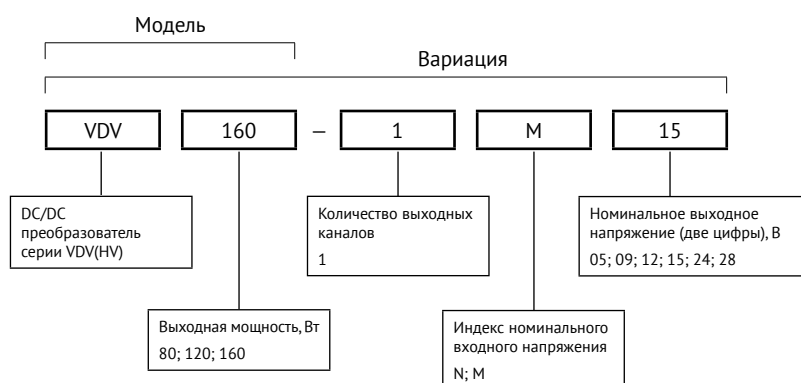 Модель
Вариация
VDV 160 – 1 M 15
DC/DC
преобразователь
серии VDV(HV)
Количество выходных
каналов
1
Номинальное выходное
напряжение (две цифры), В
05; 09; 12; 15; 24; 28
Выходная мощность, Вт
80; 120; 160
Индекс номинального
входного напряжения
N; M